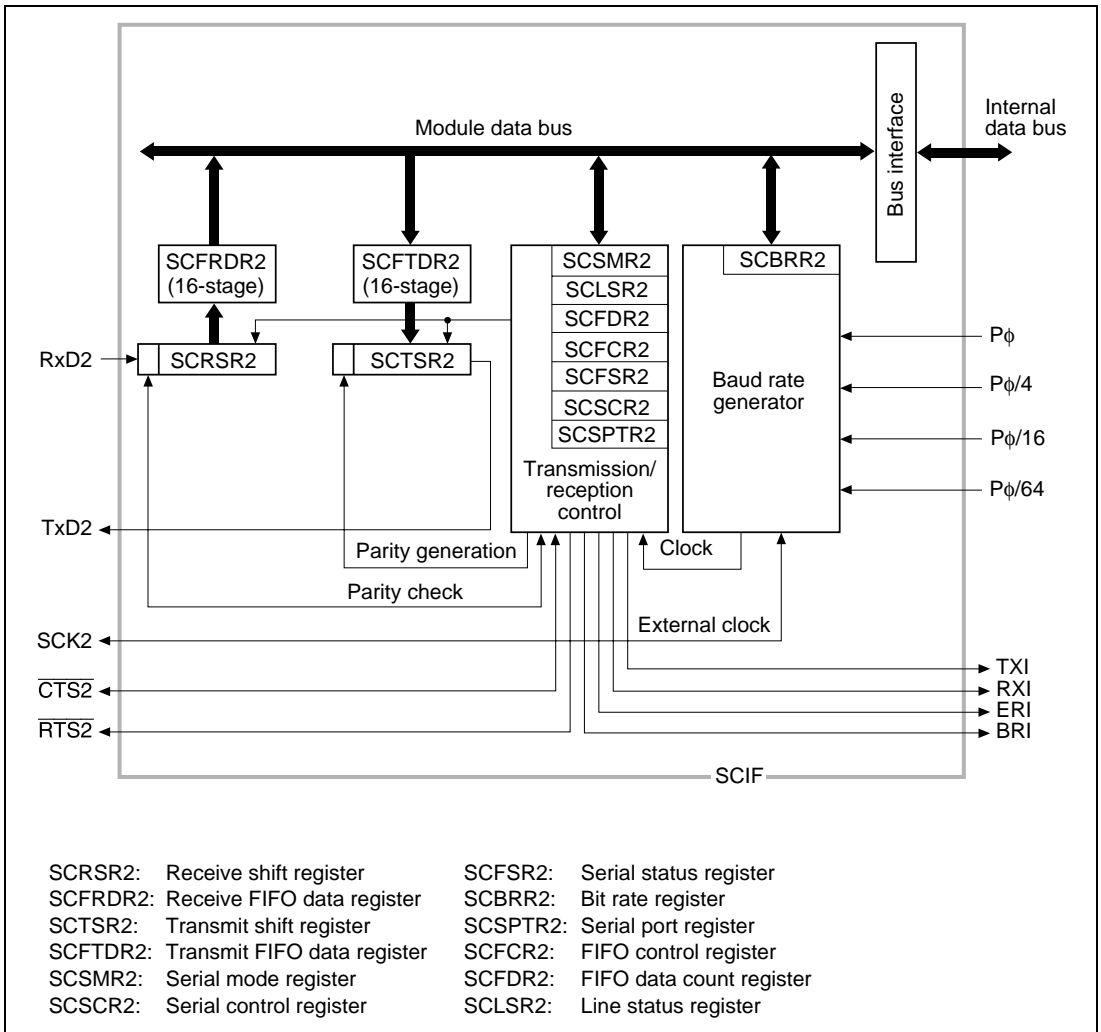 Module data bus
Bus interface
Internal
data bus
SCFRDR2
(16-stage)
SCFTDR2
(16-stage)
SCSMR2
SCLSR2
SCFDR2
SCFCR2
SCFSR2
SCSCR2
SCSPTR2
Transmission/
reception
control
SCBRR2
Baud rate
generator
RxD2
SCRSR2
SCTSR2
Pϕ
Pϕ/4
Pϕ/16
Pϕ/64
TxD2
Parity generation
Clock
Parity check
SCK2
External clock
CTS2
RTS2
TXI
RXI
ERI
BRI
SCIF
SCRSR2: Receive shift register
SCFRDR2: Receive FIFO data register
SCTSR2: Transmit shift register
SCFTDR2: Transmit FIFO data register
SCSMR2: Serial mode register
SCSCR2: Serial control register
SCFSR2: Serial status register
SCBRR2: Bit rate register
SCSPTR2: Serial port register
SCFCR2: FIFO control register
SCFDR2: FIFO data count register
SCLSR2: Line status register